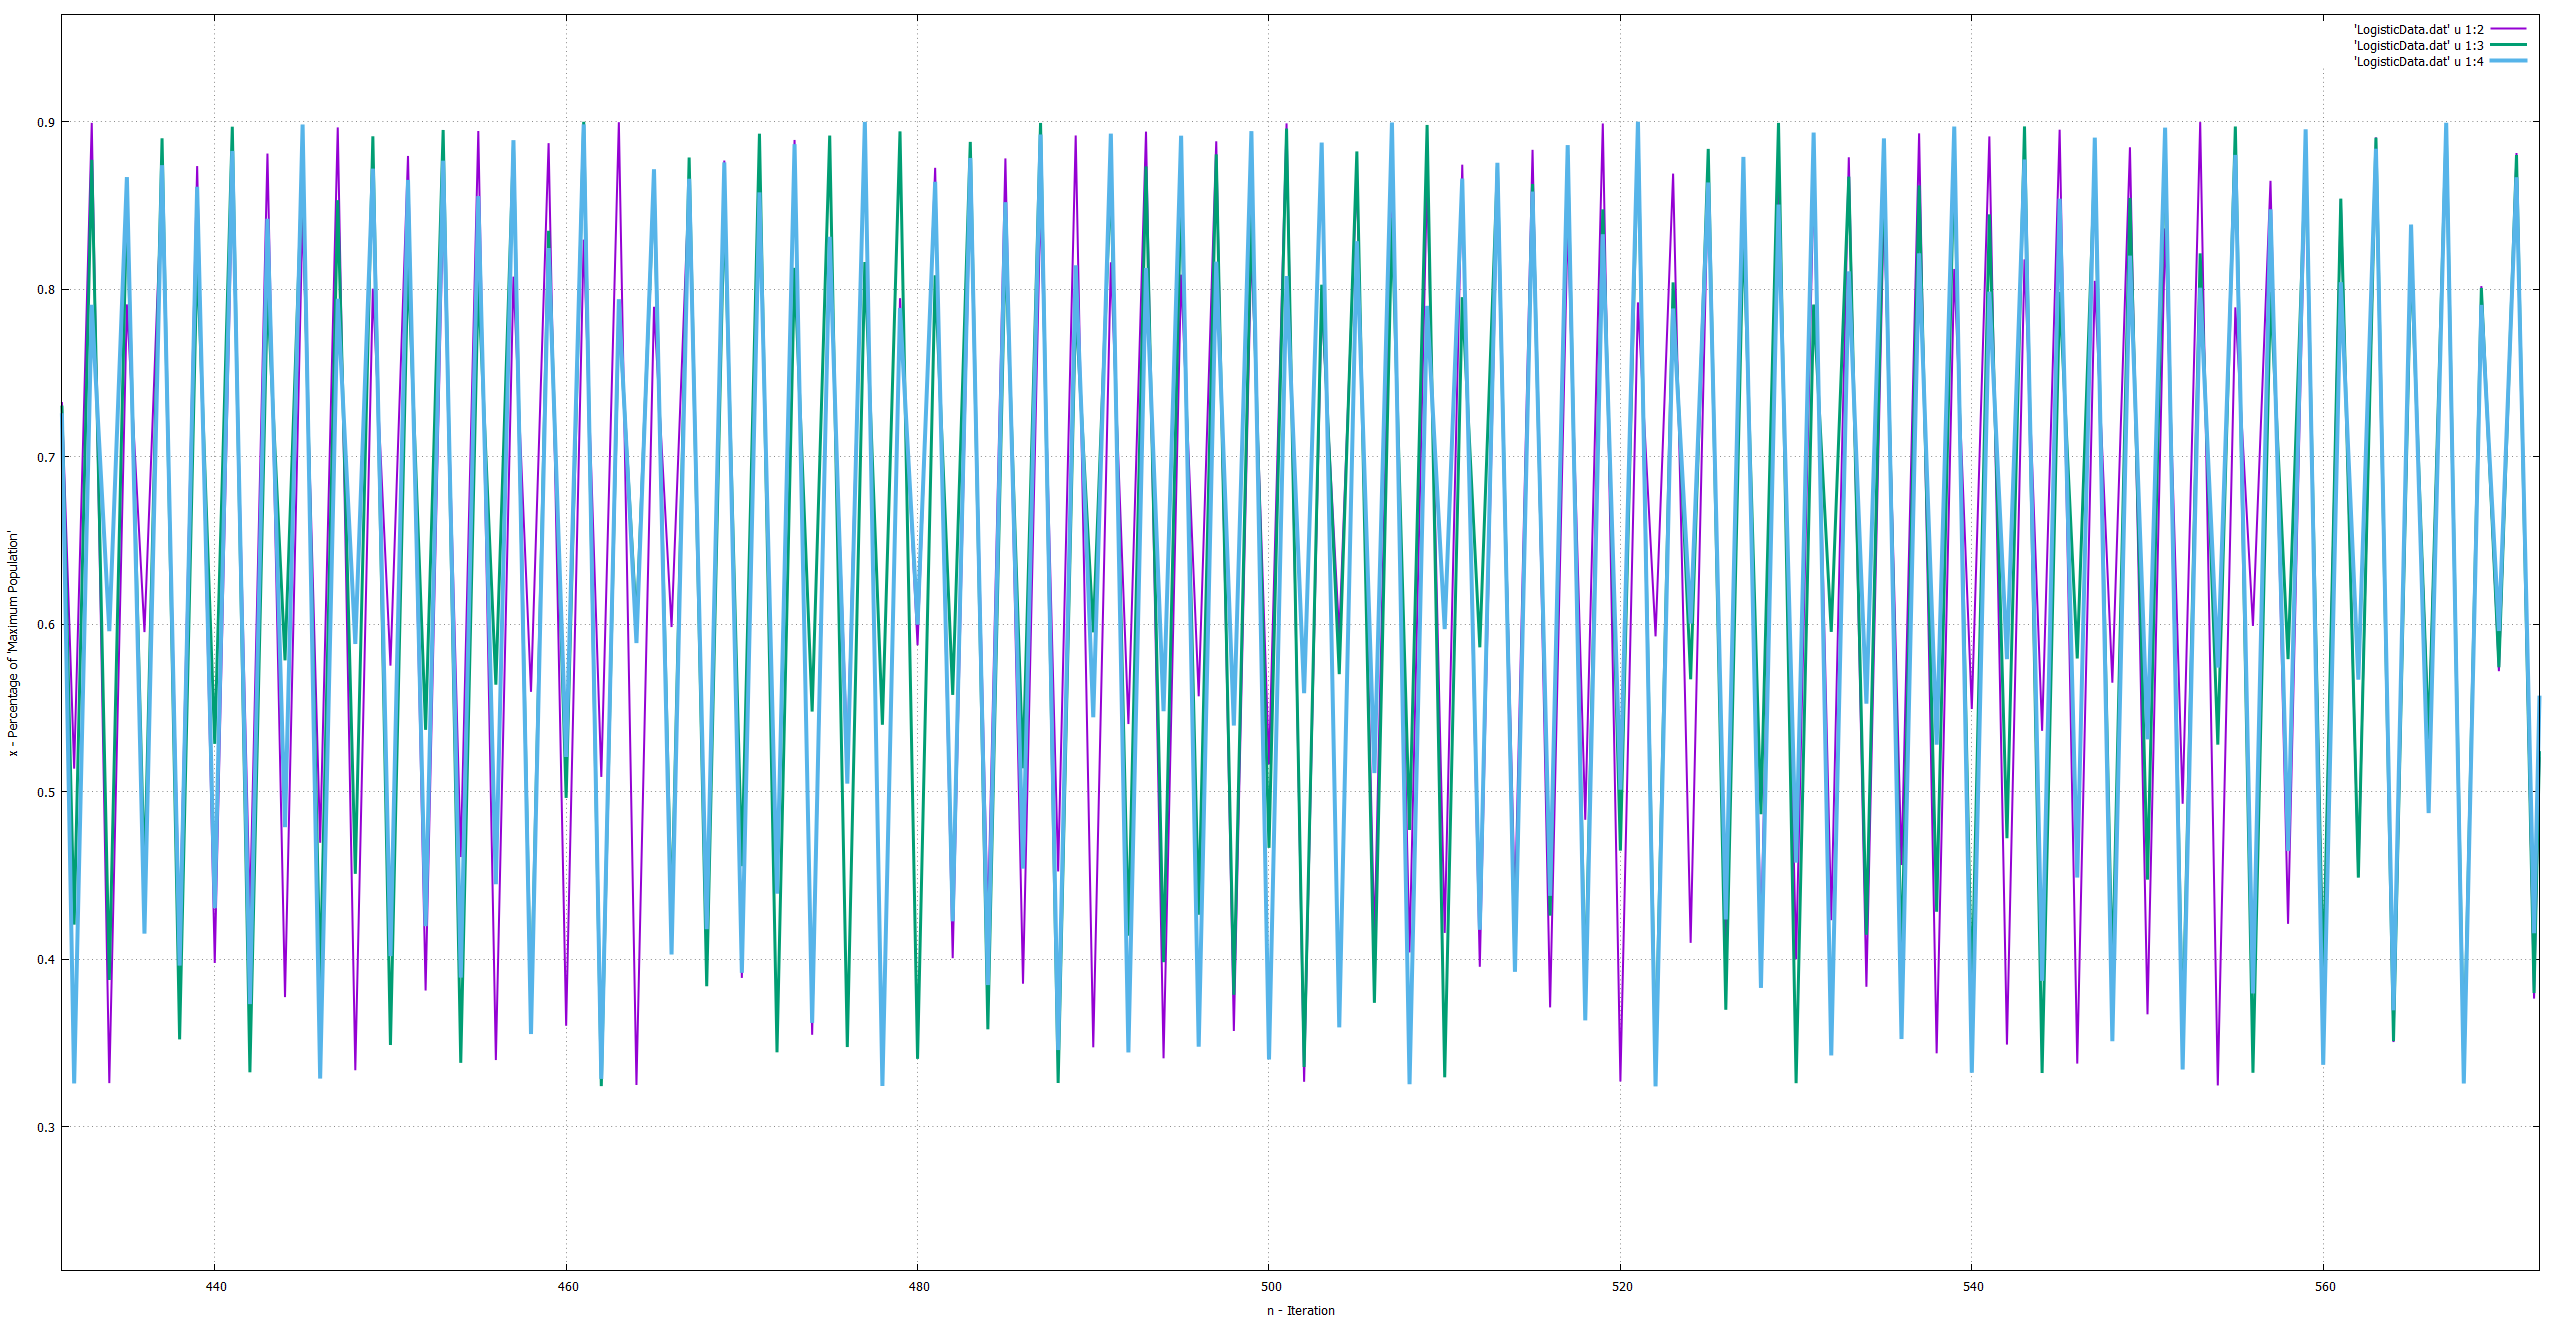 'LogisticData.dat' u 1:2
'LogisticData.dat' u 1:3
'LogisticData.dat' u 1:4
0.9
0.8
0.7
0.6
0.5
0.4
0.3
x - Percentage of 'Maximum Population'
440 460 480 500 520 540 560
n - Iteration